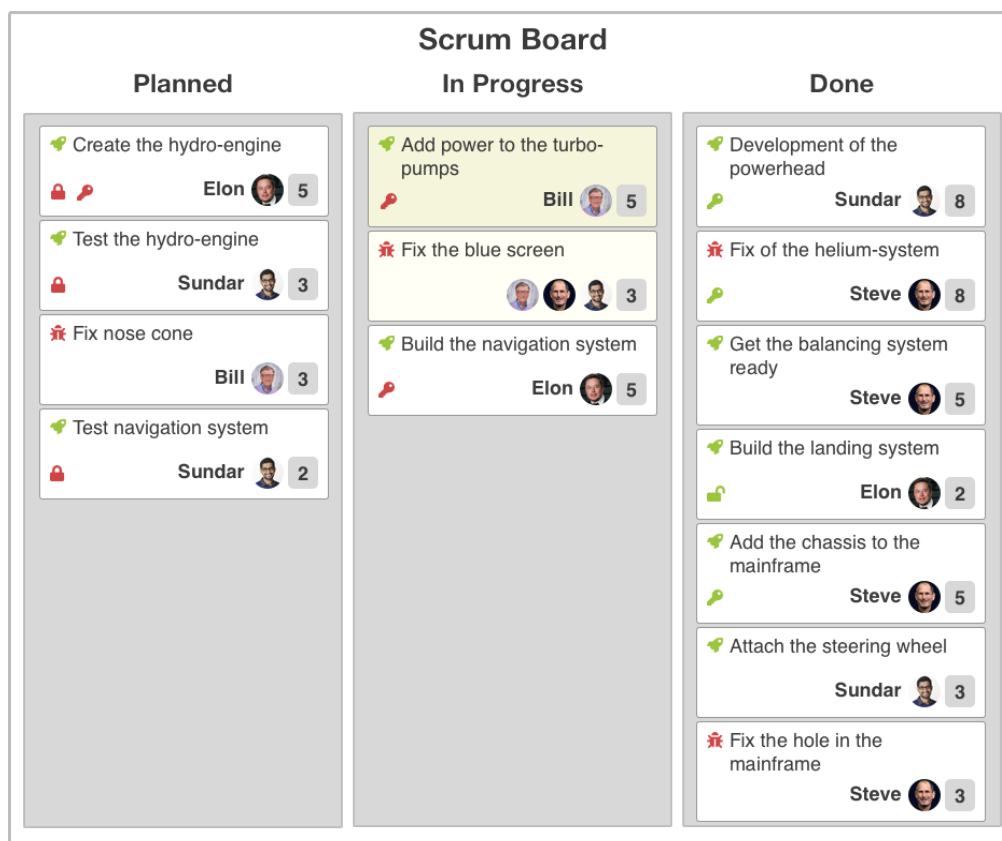 Scrum Board
Planned
Create the hydro-engine
Elon 5
Test the hydro-engine
Sundar 3
Fix nose cone
Bill 3
Test navigation system
Sundar 2
In Progress
Add power to the turbo-
pumps
Bill 5
Fix the blue screen
3
Build the navigation system
Elon 5
Done
Development of the
powerhead
Sundar 8
Fix of the helium-system
Steve 8
Get the balancing system
ready
Steve 5
Build the landing system
Elon 2
Add the chassis to the
mainframe
Steve 5
Attach the steering wheel
Sundar 3
Fix the hole in the
mainframe
Steve 3